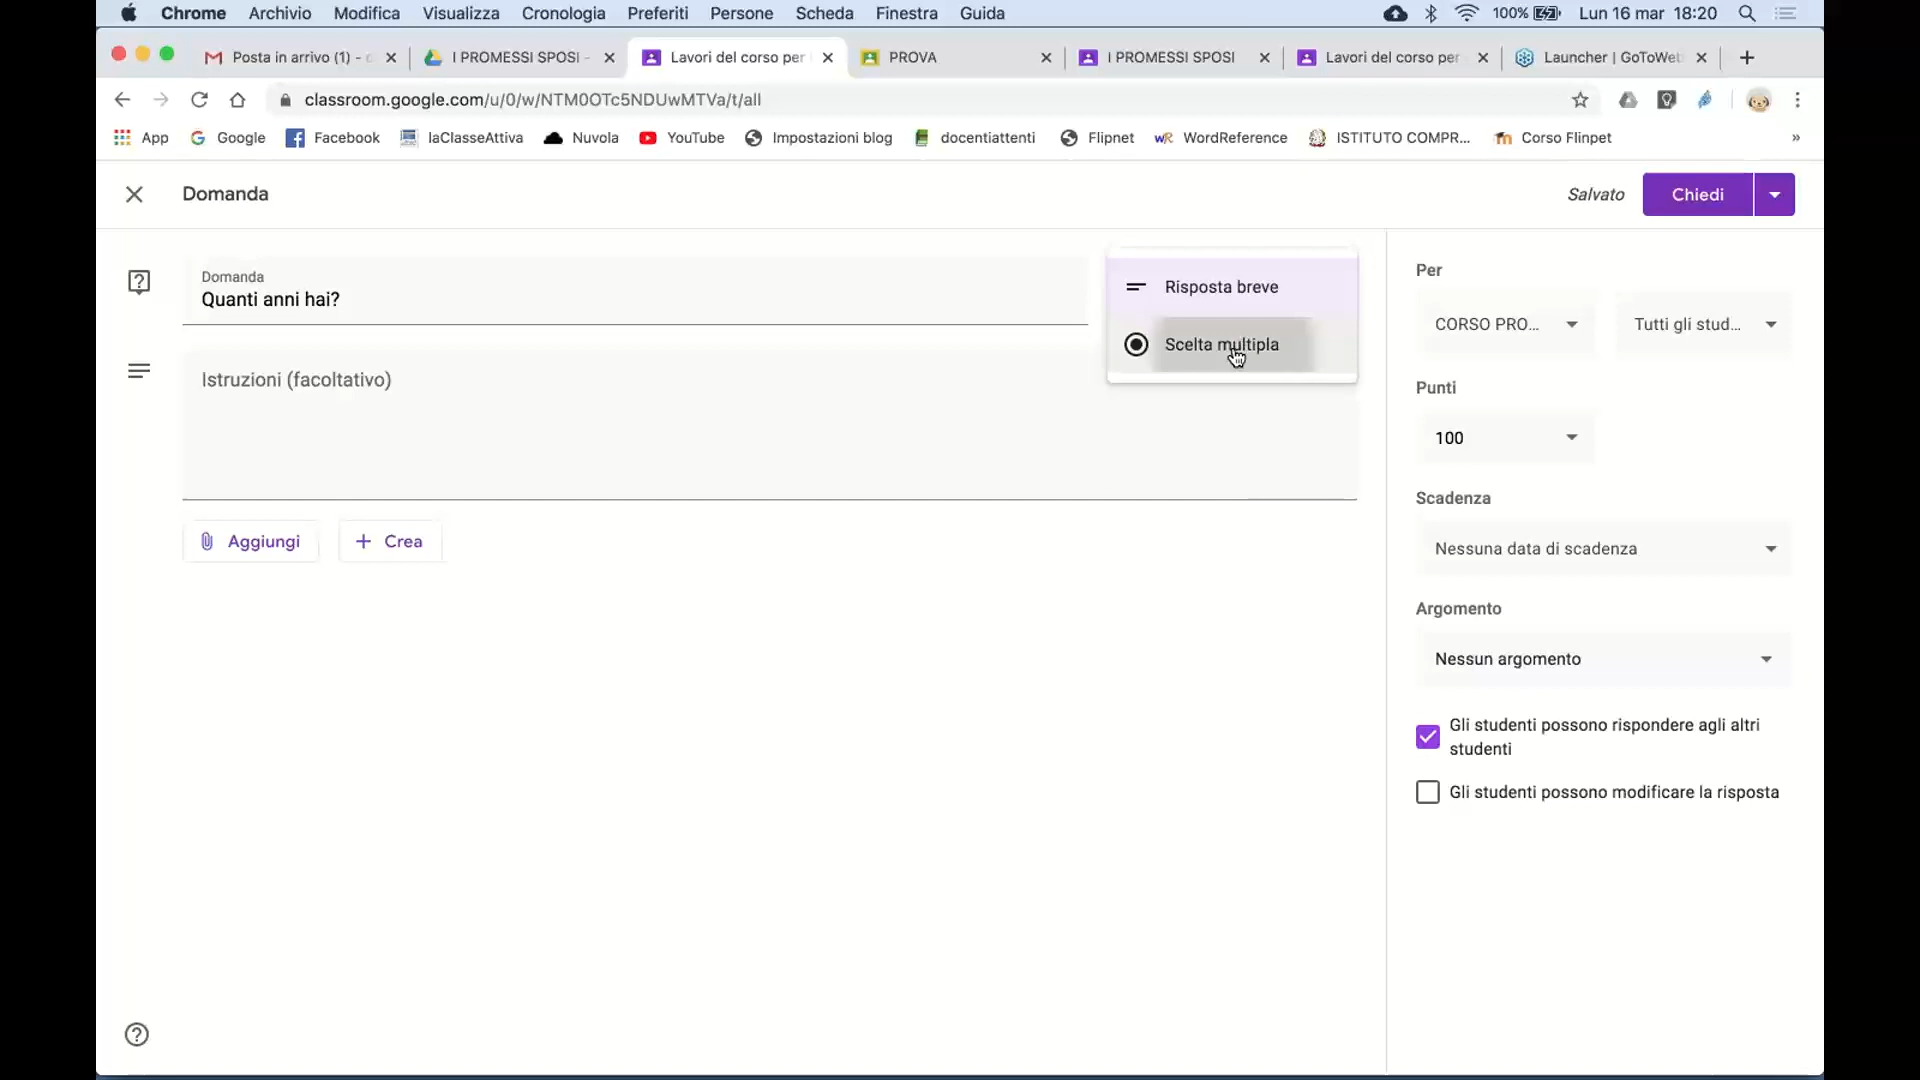 Chrome Archivio Modifica Visualizza Cronologia Preferiti Persone Scheda Finestra Guida 100% Lun 16 mar 18:20
Posta in arrivo (1) - I PROMESSI SPOSI - Lavori del corso per PROVA I PROMESSI SPOSI Lavori del corso per Launcher | GoToWeb
classroom.google.com/u/0/w/NTM0OTc5NDUwMTVa/t/all
App Google Facebook laClasseAttiva Nuvola YouTube Impostazioni blog docentiattenti Flipnet WordReference ISTITUTO COMPR... Corso Flinpet »
Domanda Salvato Chiedi
Domanda
Quanti anni hai?
Risposta breve
Scelta multipla
Istruzioni (facoltativo)
Aggiungi Crea
Per
CORSO PRO... Tutti gli stud...
Punti
100
Scadenza
Nessuna data di scadenza
Argomento
Nessun argomento
Gli studenti possono rispondere agli altri
studenti
Gli studenti possono modificare la risposta